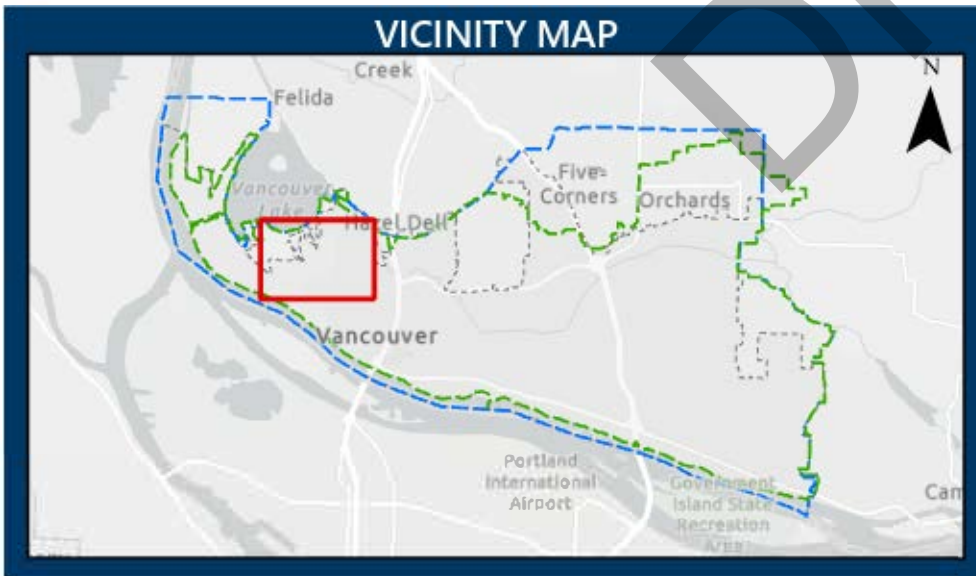 VICINITY MAP
Creek
N
Felida
Vancouver
Lake
Five
Corners
Orchards
Hazel Dell
Vancouver
Portland
International
Airport
Government
Island State
Recreation
Area
Cam